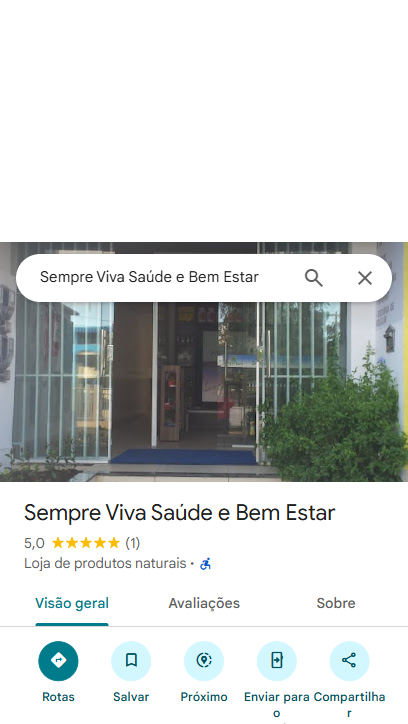 Sempre Viva Saúde e Bem Estar
Sempre Viva Saúde e Bem Estar
5,0 ★★★★★ (1)
Loja de produtos naturais ·
Visão geral Avaliações Sobre
Rotas Salvar Próximo Enviar para o Compartilhar